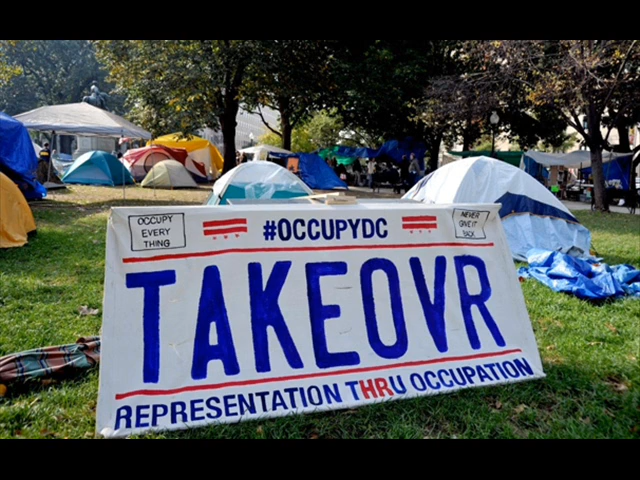 #OCCUPYDC
OCCUPY
EVERY
THING
NEVER
GIVE IT
BACK
TAKEOVR
REPRESENTATION THRU OCCUPATION